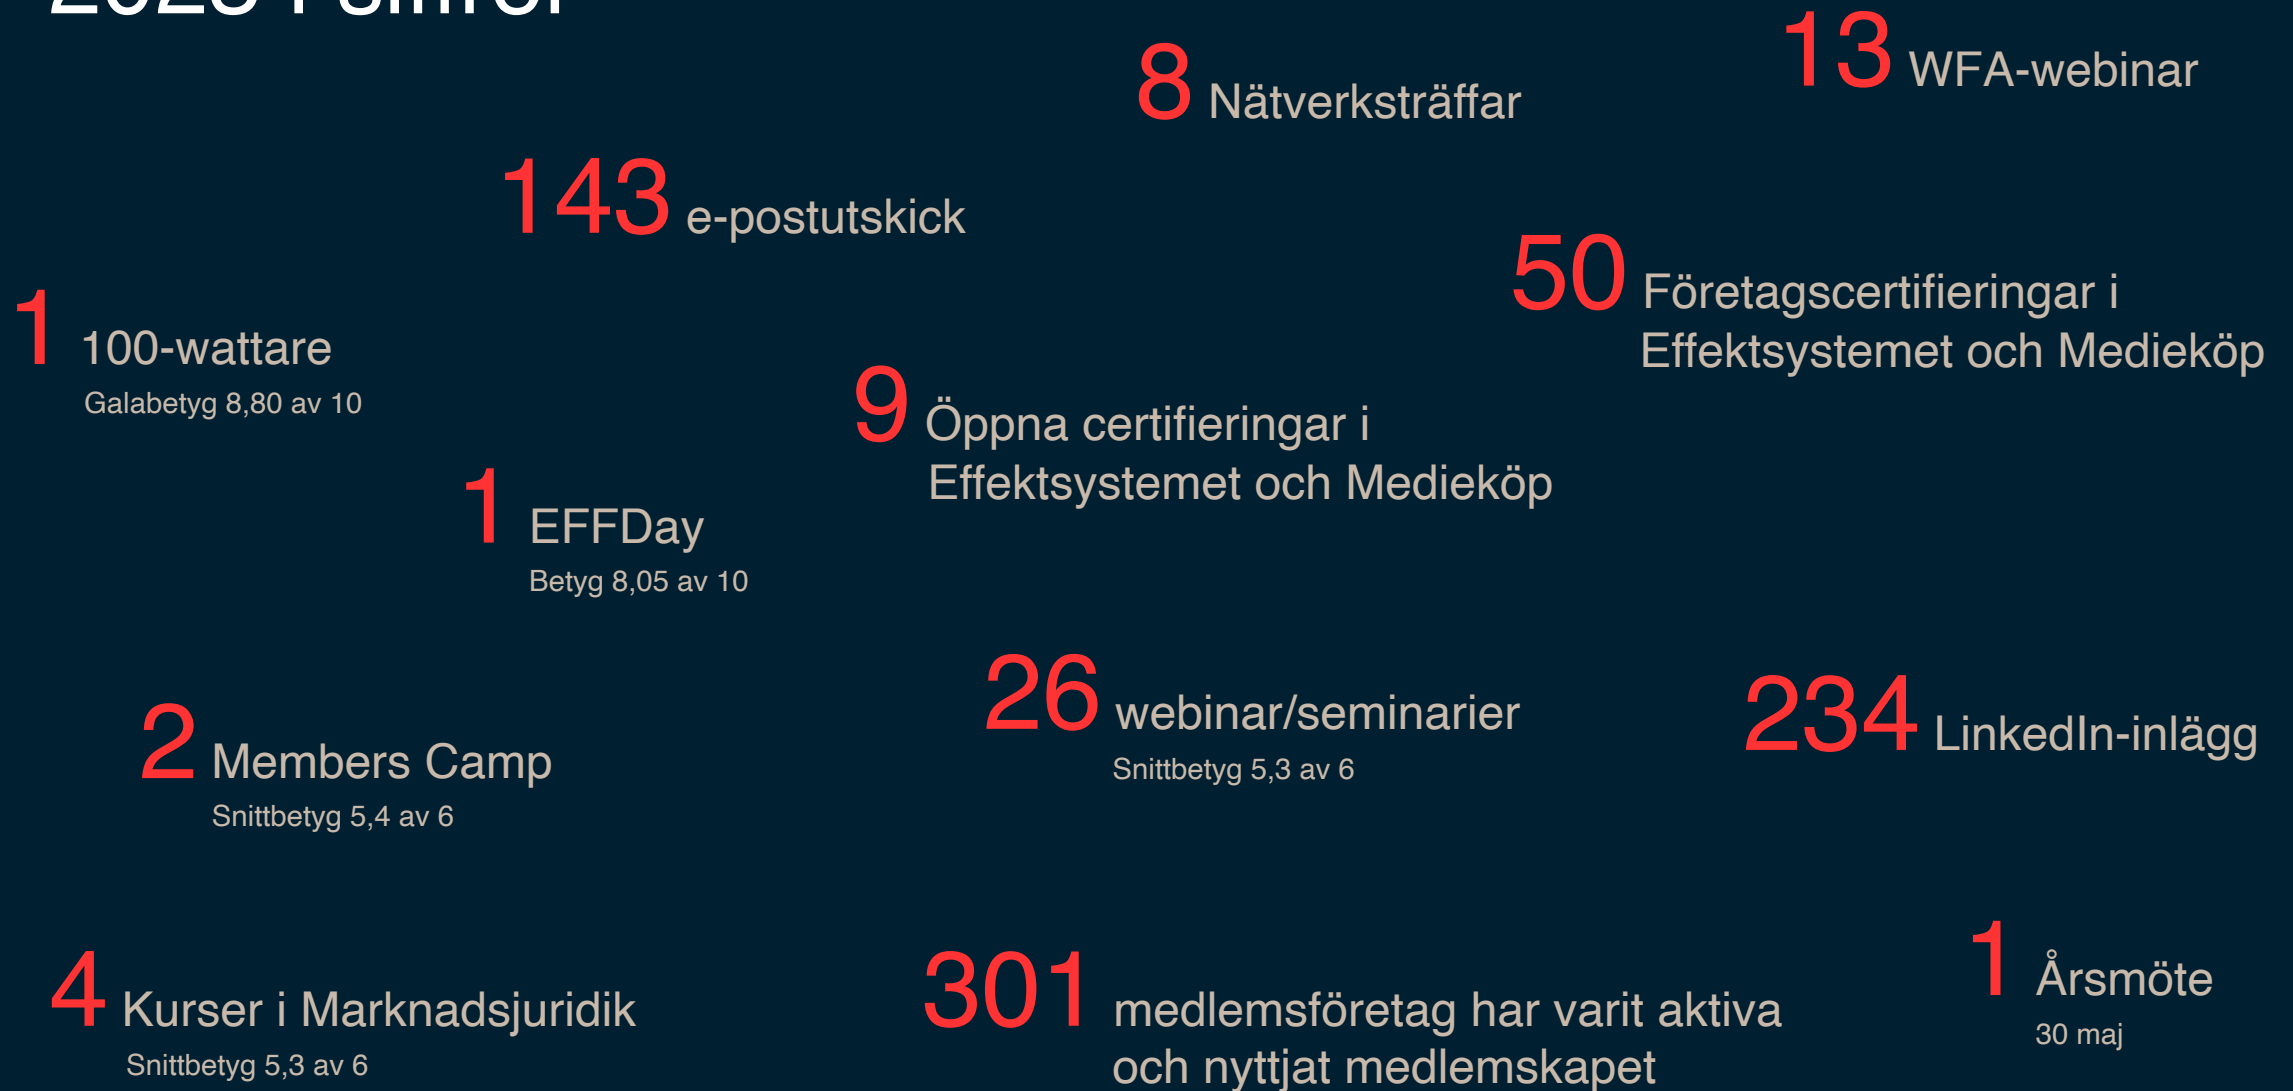 2023 i siffror
8 Nätverksträffar
13 WFA-webinar
143 e-postutskick
50 Företagscertifieringar i
Effektsystemet och Medieköp
1 100-wattare
Galabetyg 8,80 av 10
9 Öppna certifieringar i
Effektsystemet och Medieköp
1 EFFDay
Betyg 8,05 av 10
26 webinar/seminarier
Snittbetyg 5,3 av 6
234 LinkedIn-inlägg
2 Members Camp
Snittbetyg 5,4 av 6
4 Kurser i Marknadsjuridik
Snittbetyg 5,3 av 6
301 medlemsföretag har varit aktiva
och nyttjat medlemskapet
1 Årsmöte
30 maj